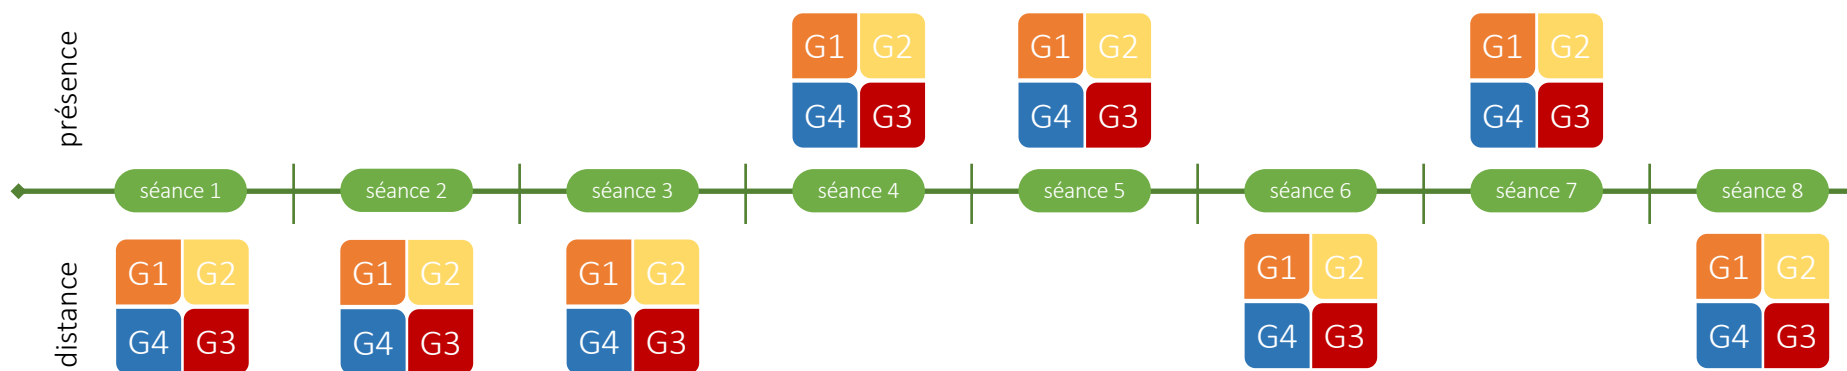 présence
G1 G2
G4 G3
G1 G2
G4 G3
G1 G2
G4 G3
séance 1
séance 2
séance 3
séance 4
séance 5
séance 6
séance 7
séance 8
distance
G1 G2
G4 G3
G1 G2
G4 G3
G1 G2
G4 G3
G1 G2
G4 G3
G1 G2
G4 G3